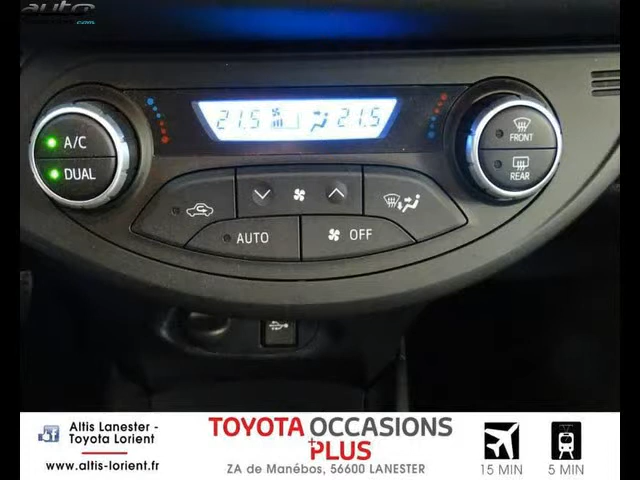 auto
.com
21.5 21.5
A/C
DUAL
FRONT
REAR
AUTO
OFF
Altis Lanester -
Toyota Lorient
www.altis-lorient.fr
TOYOTA OCCASIONS
+PLUS
ZA de Manébos, 56600 LANESTER
15 MIN
5 MIN